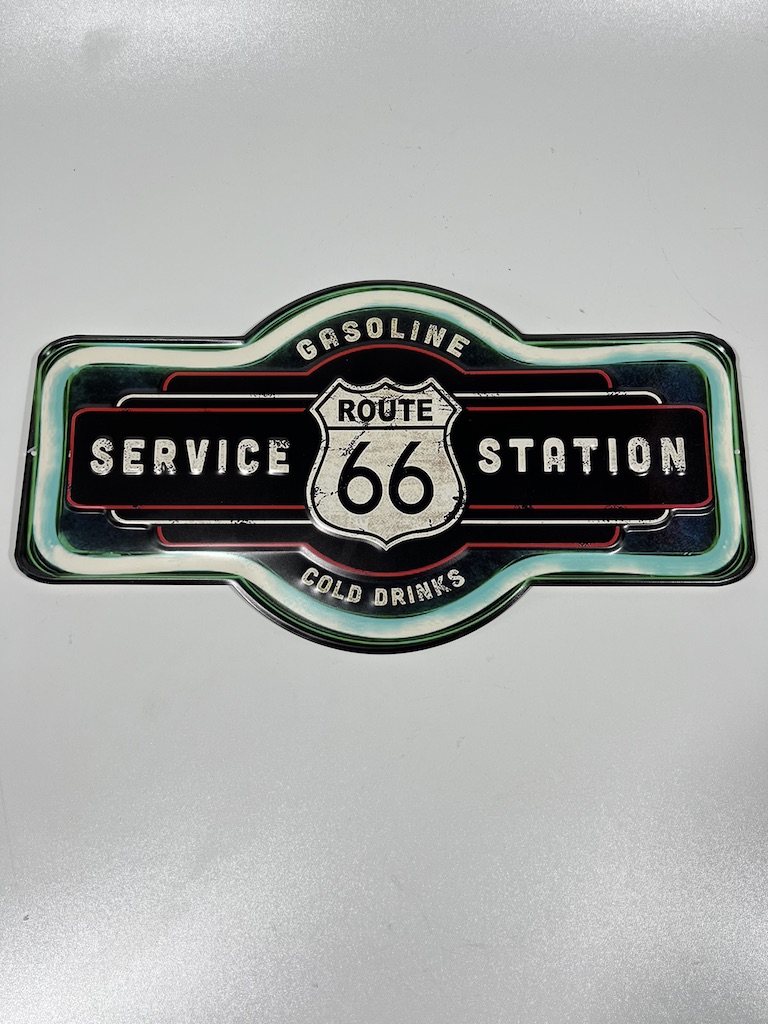 GASOLINE
ROUTE
SERVICE 66 STATION
COLD DRINKS